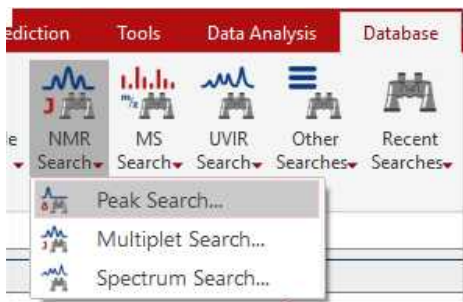 ediction Tools Data Analysis Database
e NMR Search MS Search UVIR Search Other Searches Recent Searches
Peak Search...
Multiplet Search...
Spectrum Search...